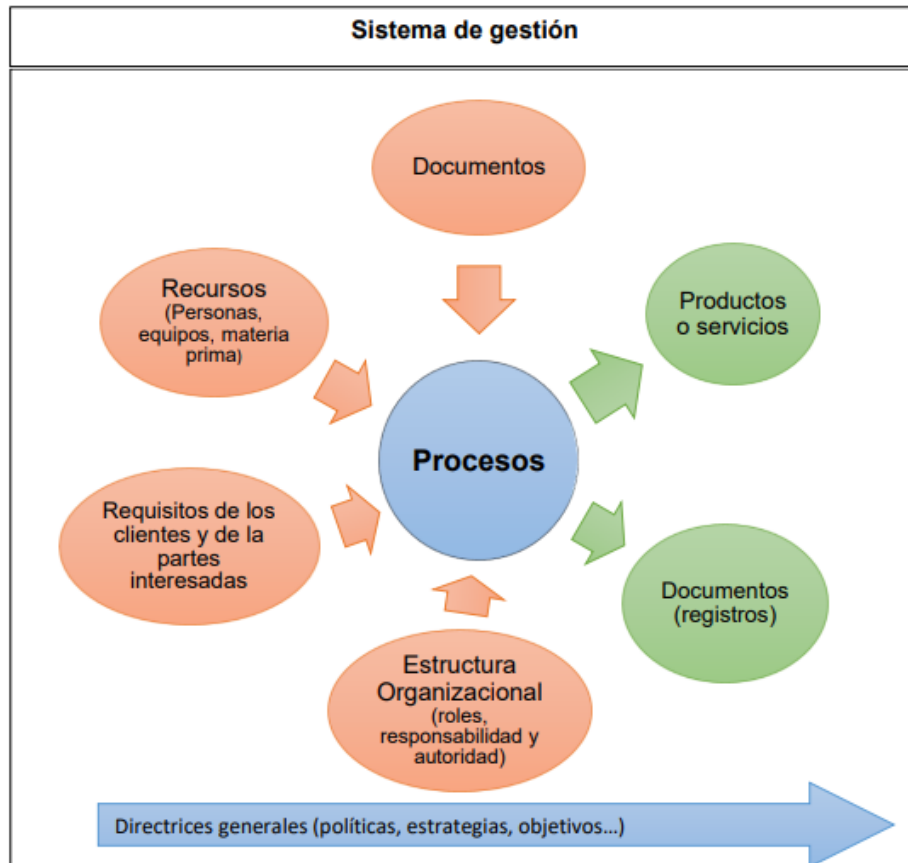 Sistema de gestión
Documentos
Recursos
(Personas,
equipos, materia
prima)
Productos
o servicios
Procesos
Requisitos de los
clientes y de la
partes
interesadas
Documentos
(registros)
Estructura
Organizacional
(roles,
responsabilidad y
autoridad)
Directrices generales (políticas, estrategias, objetivos...)